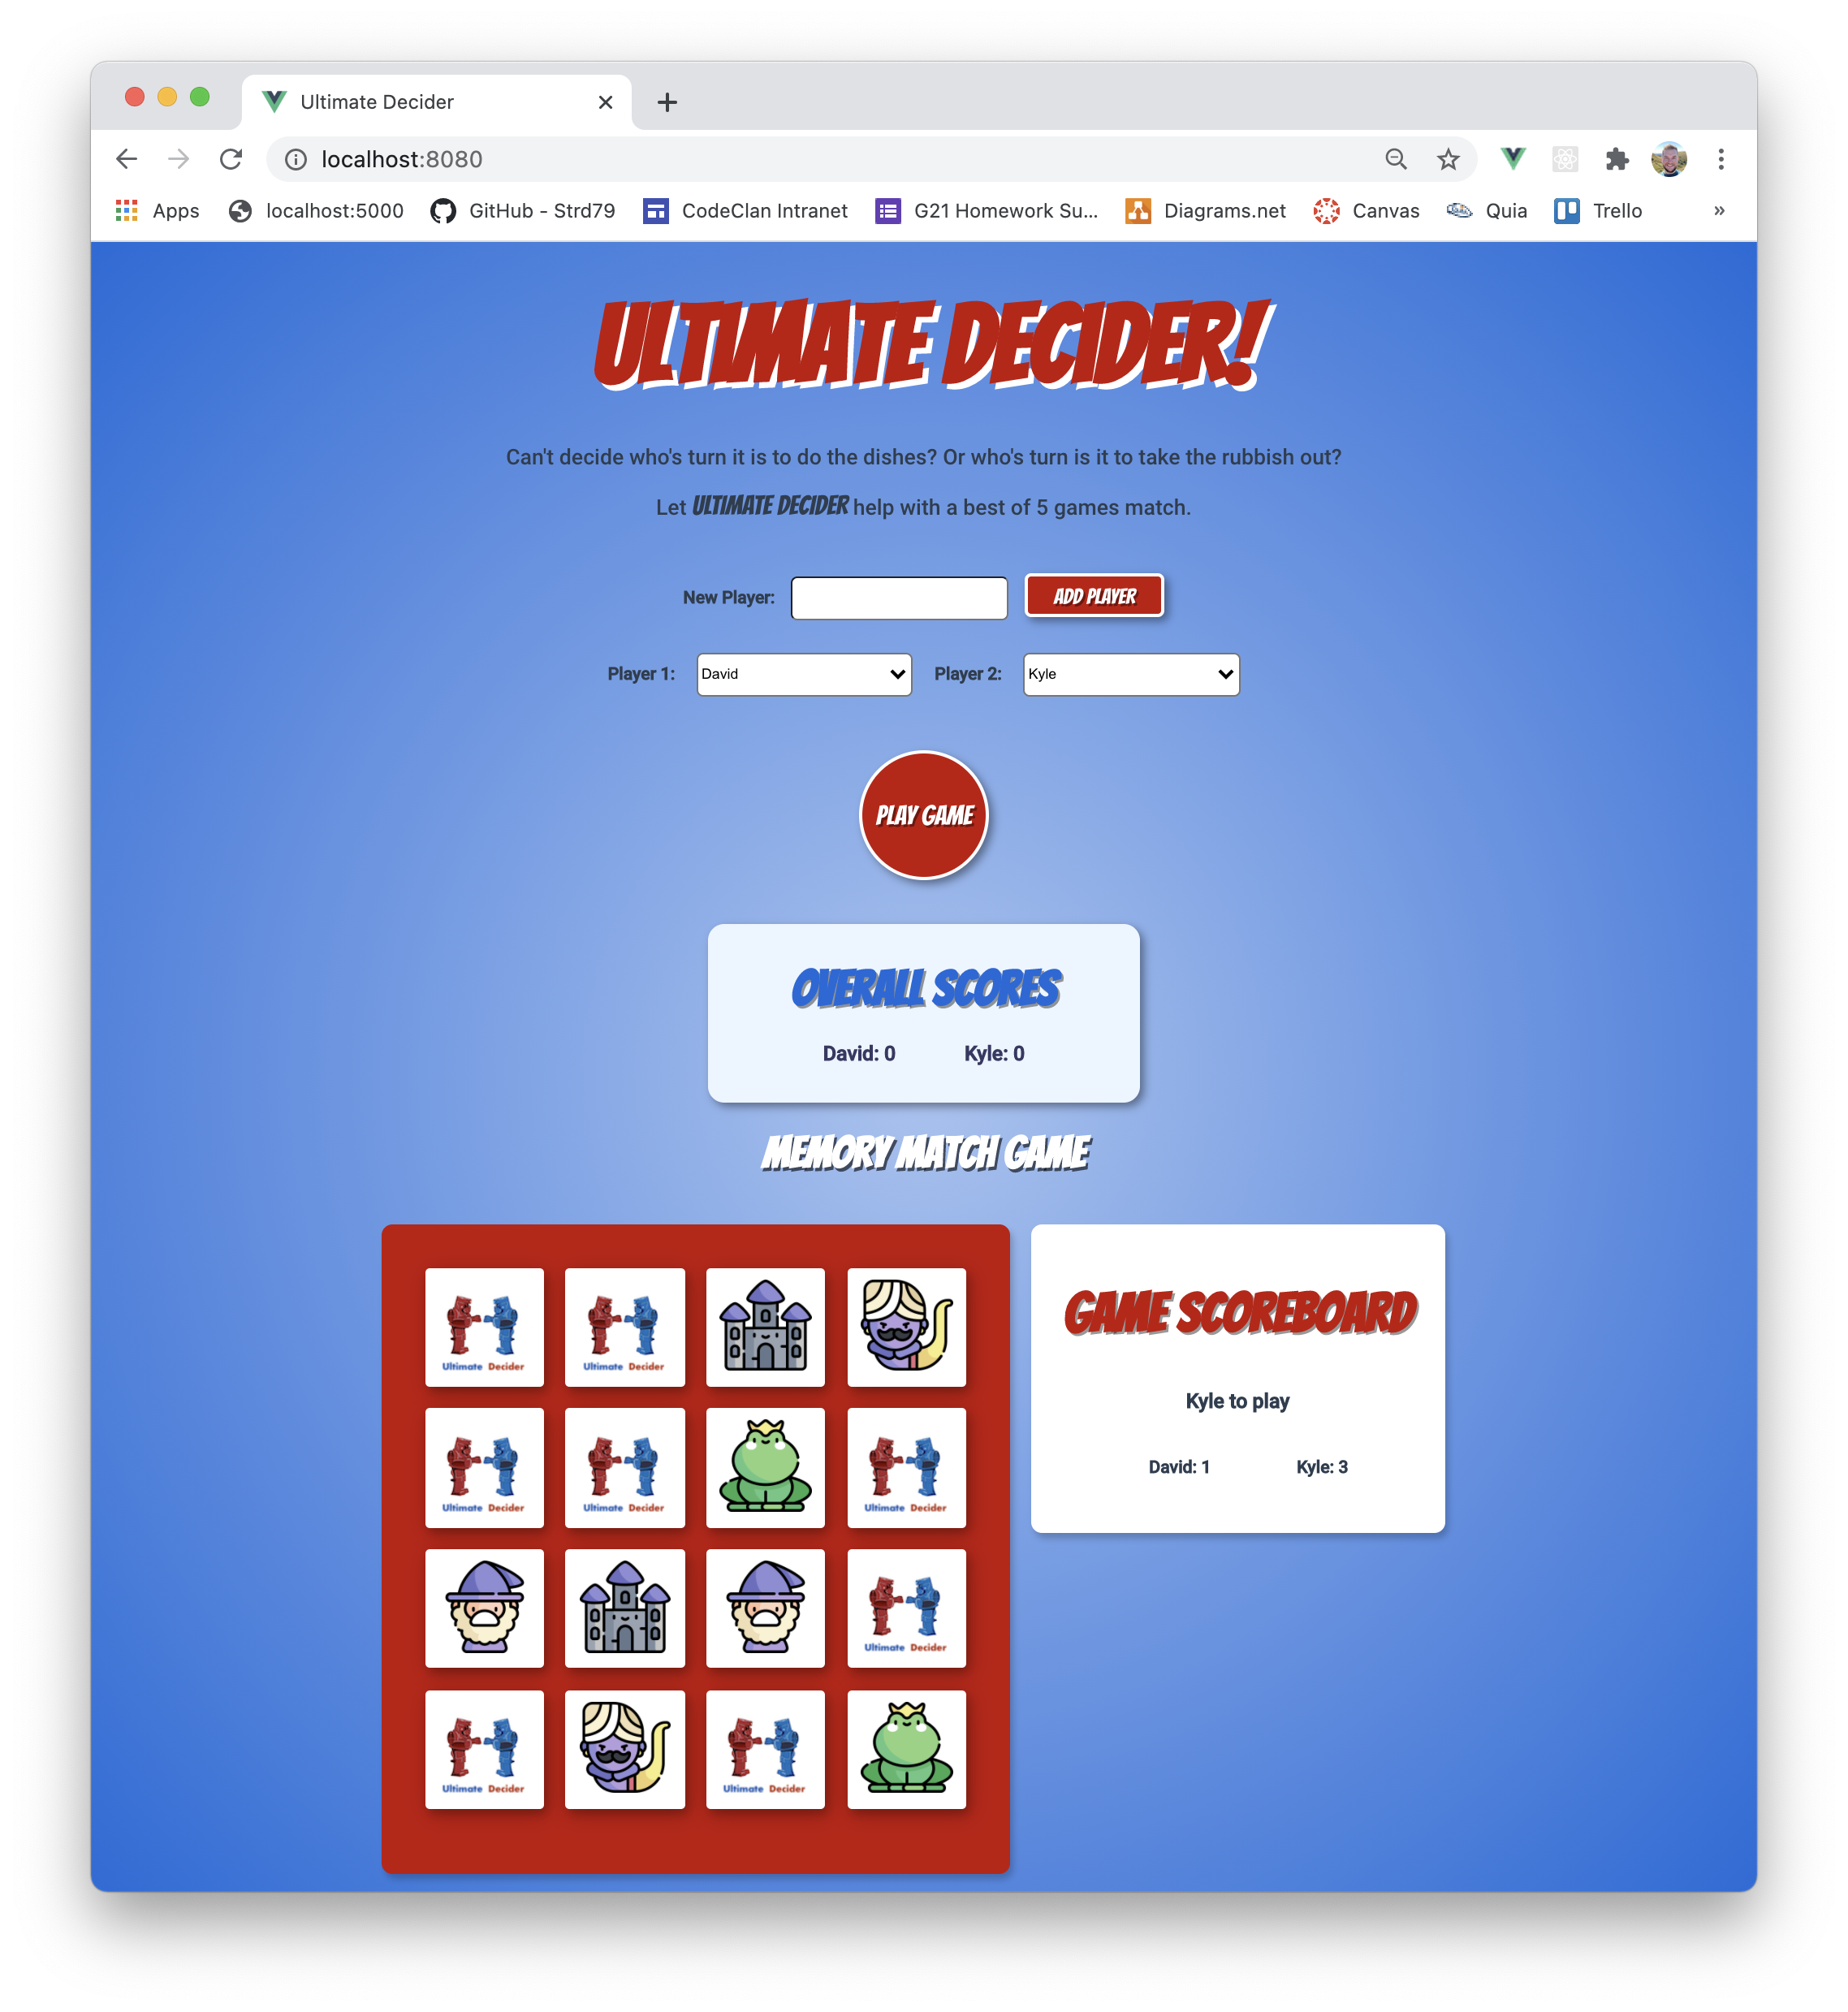 Ultimate Decider
localhost:8080
Apps localhost:5000 GitHub - Strd79 CodeClan Intranet G21 Homework Su... Diagrams.net Canvas Quia Trello »
ULTIMATE DECIDER!
Can't decide who's turn it is to do the dishes? Or who's turn is it to take the rubbish out?
Let ULTIMATE DECIDER help with a best of 5 games match.
New Player: ADD PLAYER
Player 1: David Player 2: Kyle
PLAY GAME
OVERALL SCORES
David: 0 Kyle: 0
MEMORY MATCH GAME
Ultimate Decider Ultimate Decider
Ultimate Decider Ultimate Decider Ultimate Decider
Ultimate Decider
Ultimate Decider Ultimate Decider
GAME SCOREBOARD
Kyle to play
David: 1 Kyle: 3